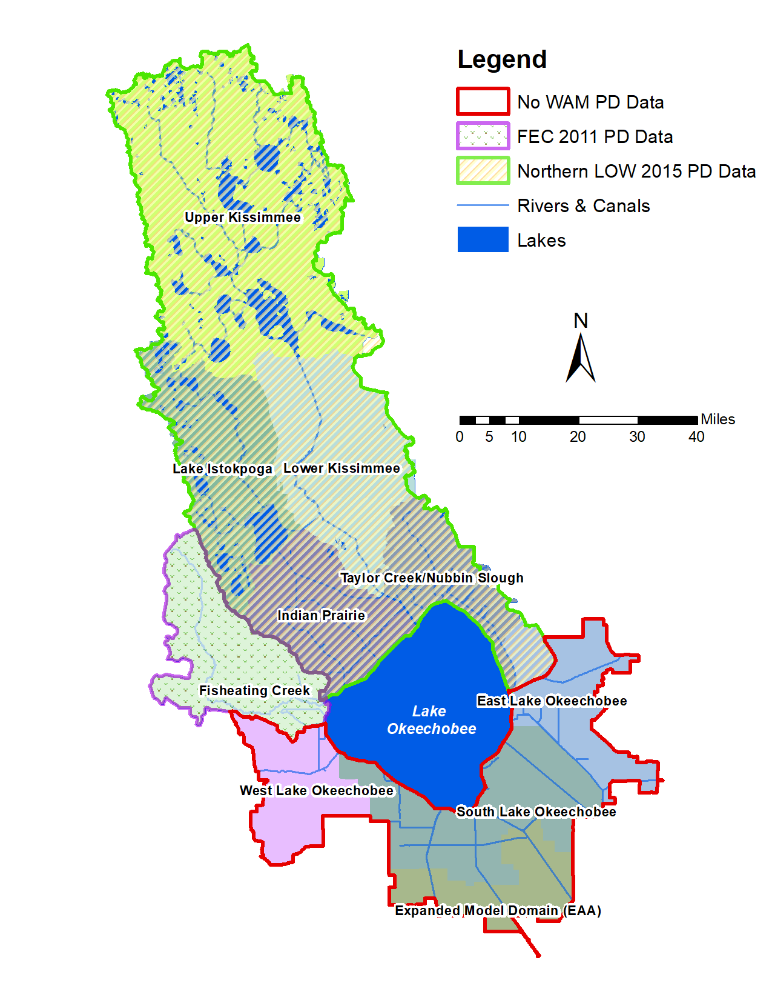 Legend
No WAM PD Data
FEC 2011 PD Data
Northern LOW 2015 PD Data
Rivers & Canals
Lakes
Upper Kissimmee
N
Miles
0 5 10 20 30 40
Lake Istokpoga
Lower Kissimmee
Taylor Creek/Nubbin Slough
Indian Prairie
Fisheating Creek
East Lake Okeechobee
Lake
Okeechobee
West Lake Okeechobee
South Lake Okeechobee
Expanded Model Domain (EAA)